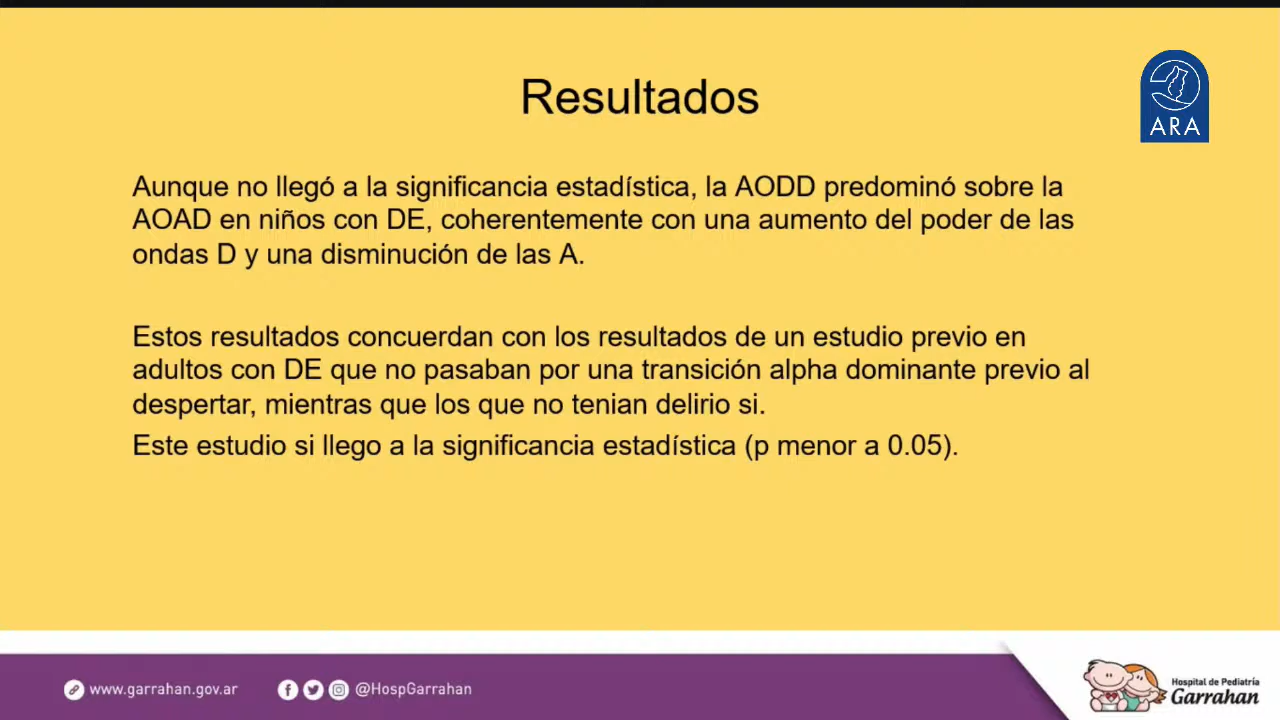 Resultados
ARA
Aunque no llegó a la significancia estadística, la AODD predominó sobre la
AOAD en niños con DE, coherentemente con una aumento del poder de las
ondas D y una disminución de las A.
Estos resultados concuerdan con los resultados de un estudio previo en
adultos con DE que no pasaban por una transición alpha dominante previo al
despertar, mientras que los que no tenian delirio si.
Este estudio si llego a la significancia estadística (p menor a 0.05).
www.garrahan.gov.ar
@HospGarrahan
Hospital de Pediatría
Garrahan